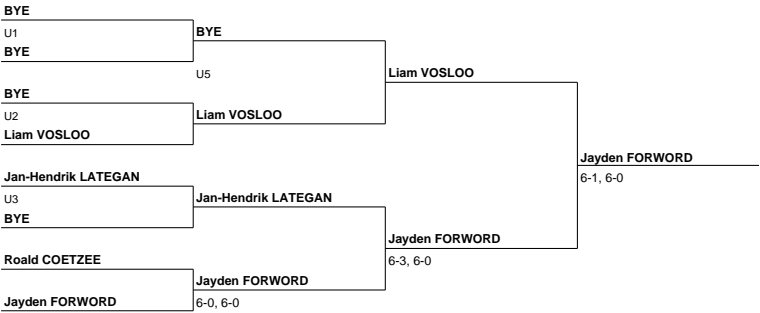 BYE
U1
BYE
BYE
U5
BYE
U2
Liam VOSLOO
Liam VOSLOO
Liam VOSLOO
Jan-Hendrik LATEGAN
U3
BYE
Jan-Hendrik LATEGAN
Roald COETZEE
Jayden FORWORD
Jayden FORWORD
6-0, 6-0
Jayden FORWORD
6-3, 6-0
Jayden FORWORD
6-1, 6-0